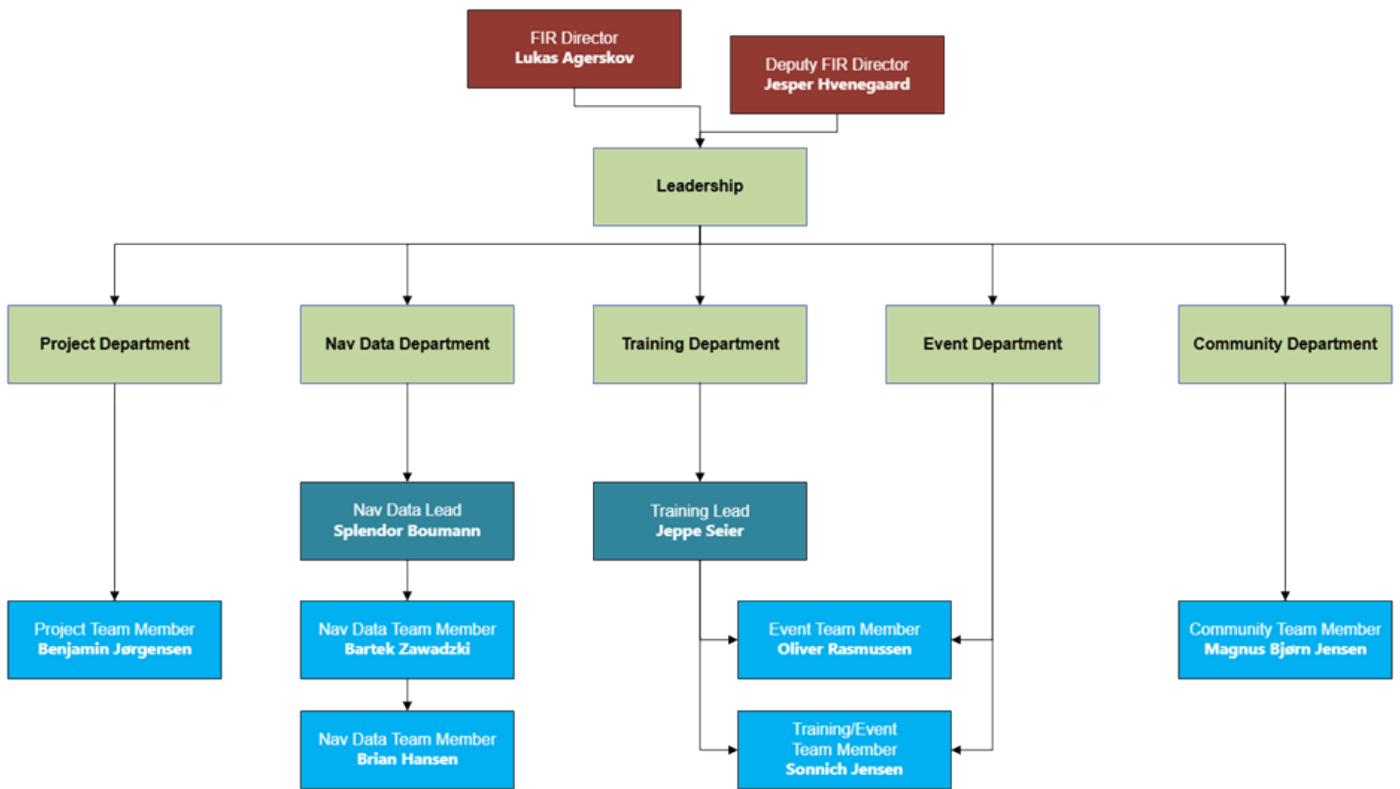 FIR Director
Lukas Agerskov
Deputy FIR Director
Jesper Hvenegaard
Leadership
Project Department
Nav Data Department
Training Department
Event Department
Community Department
Nav Data Lead
Splendor Boumann
Training Lead
Jeppe Seier
Project Team Member
Benjamin Jørgensen
Nav Data Team Member
Bartek Zawadzki
Event Team Member
Oliver Rasmussen
Community Team Member
Magnus Bjørn Jensen
Nav Data Team Member
Brian Hansen
Training/Event
Team Member
Sonnich Jensen